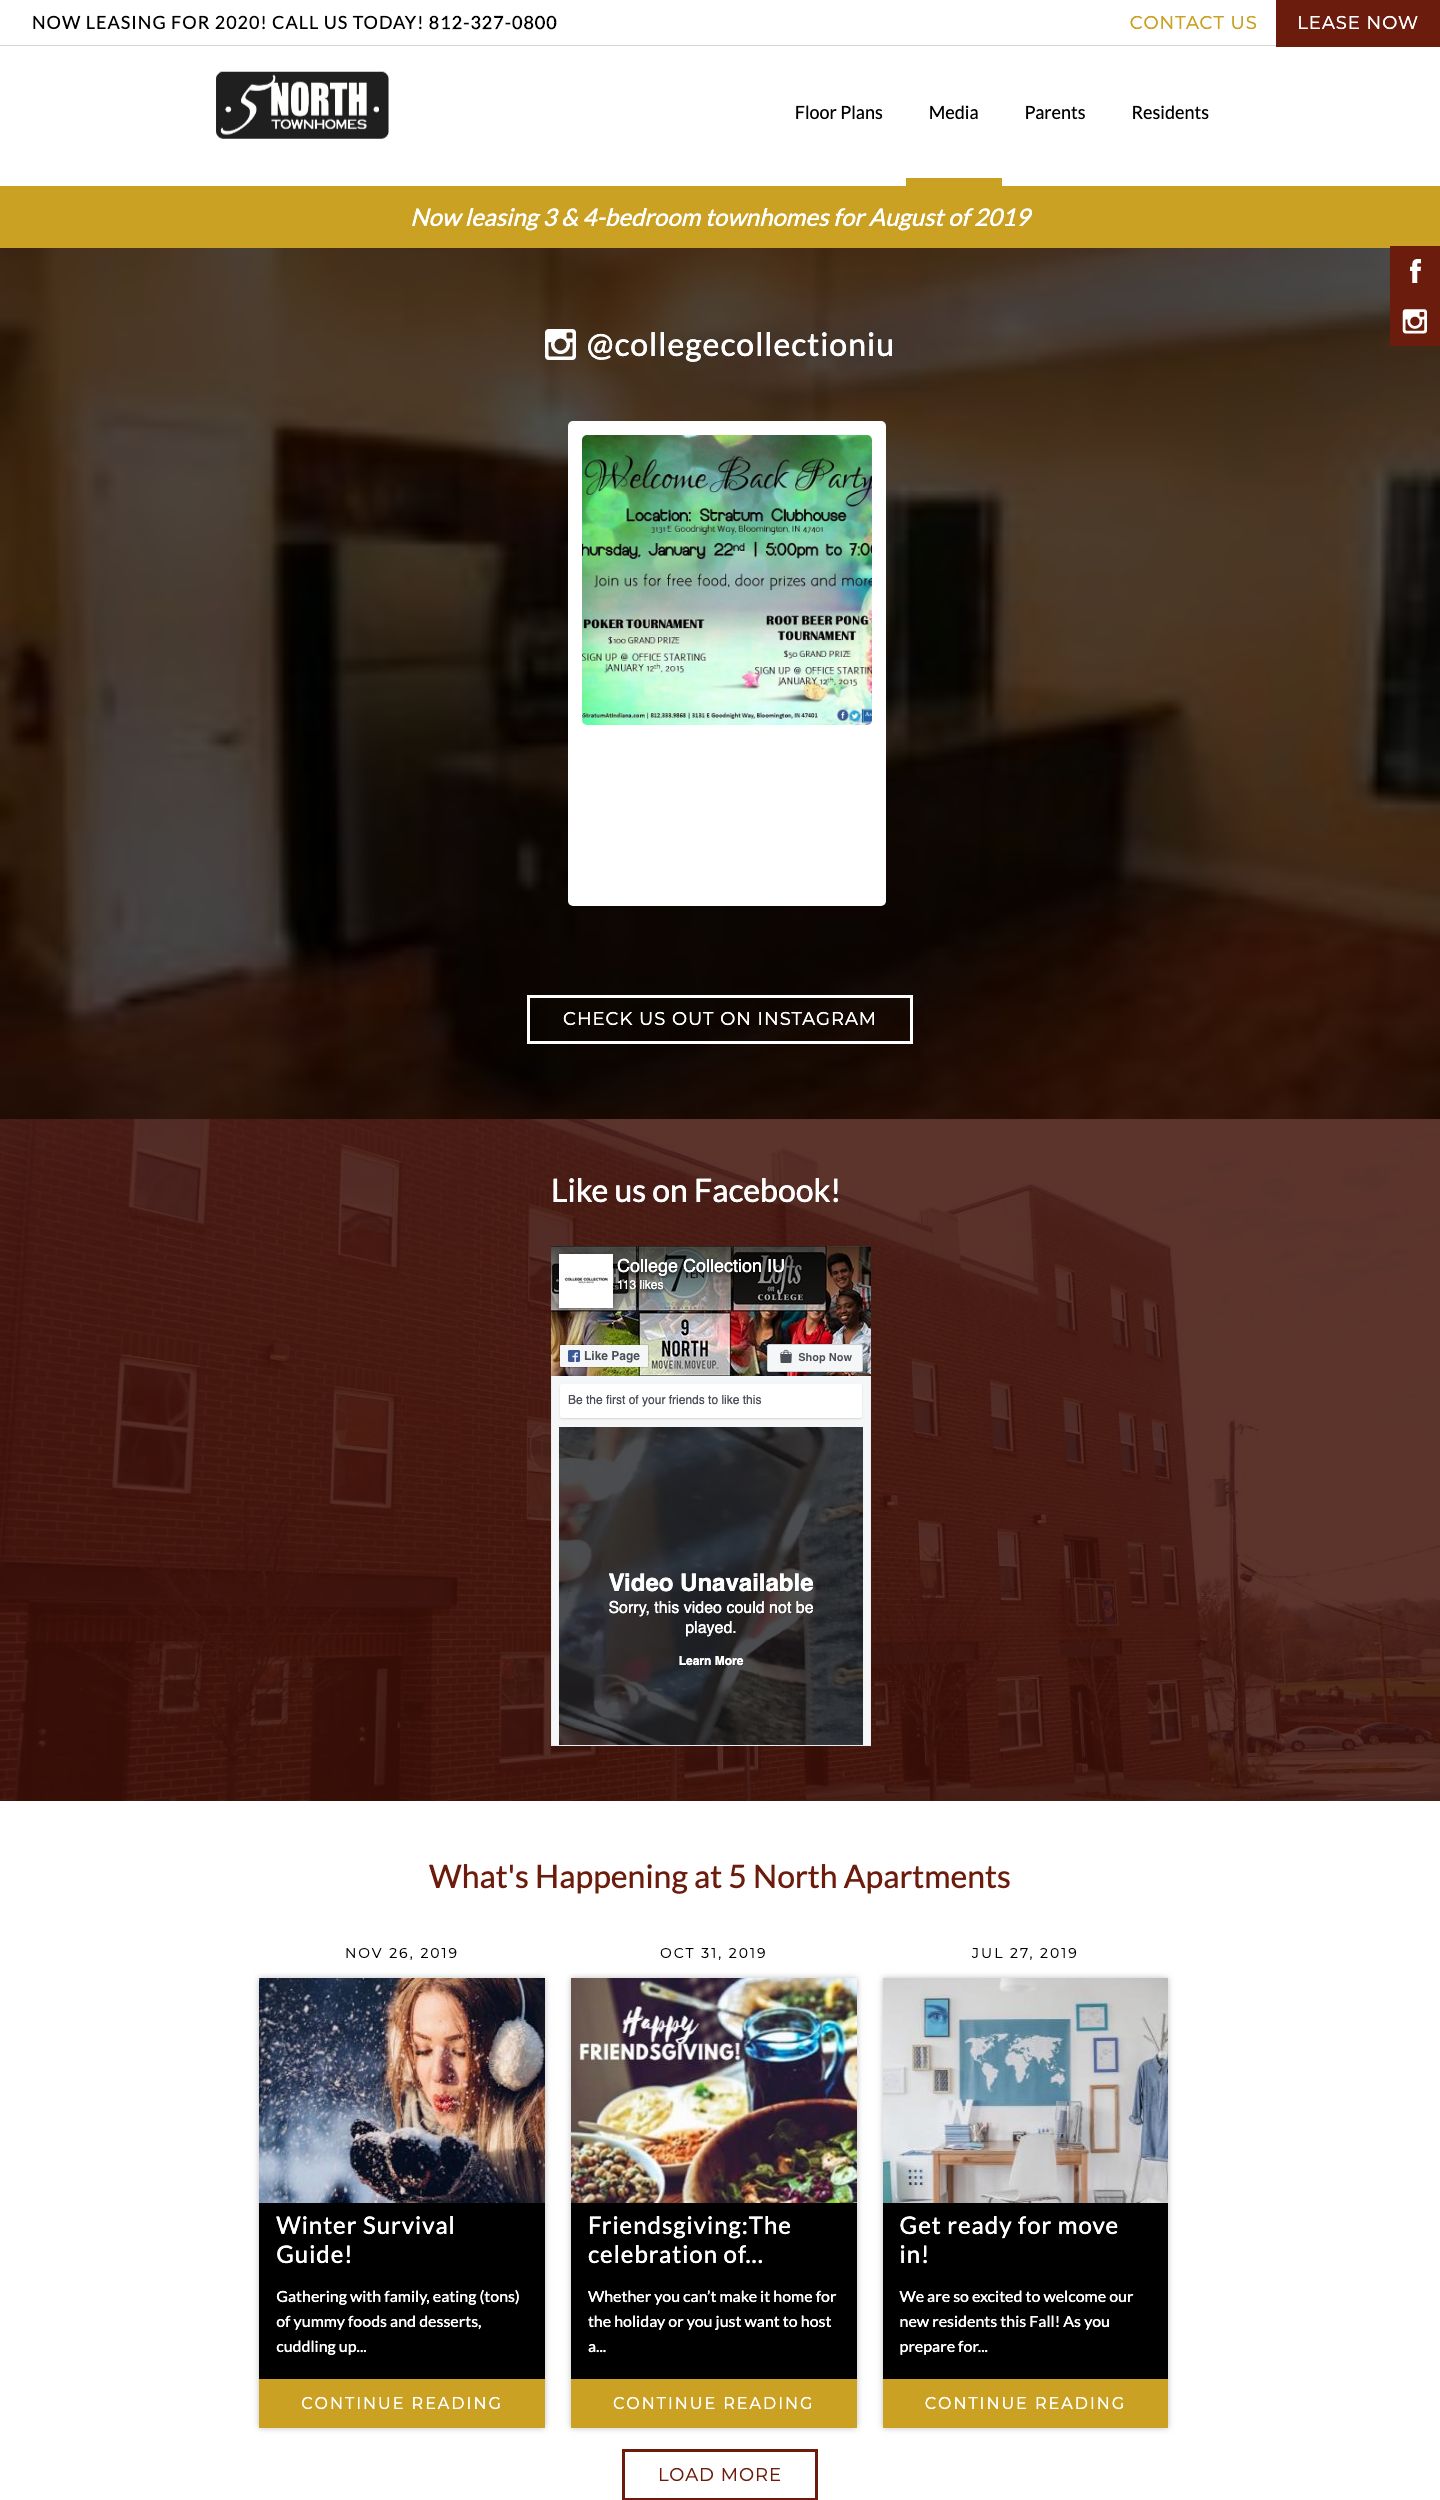 NOW LEASING FOR 2020! CALL US TODAY! 812-327-0800
CONTACT US
LEASE NOW
5 NORTH
TOWNHOMES
Floor Plans
Media
Parents
Residents
Now leasing 3 & 4-bedroom townhomes for August of 2019
@collegecollectioniu
Welcome Back Party
Location: Stratum Clubhouse
3131 E Goodnight Way, Bloomington, IN 47401
hursday, January 22nd | 5:00pm to 7:0
Join us for free food, door prizes and more
POKER TOURNAMENT
$100 GRAND PRIZE
SIGN UP @ OFFICE STARTING
JANUARY 12th, 2015
ROOT BEER PONG
TOURNAMENT
$50 GRAND PRIZE
SIGN UP @ OFFICE STARTIN
JANUARY 12th, 2015
StratumAtIndiana.com | 812.333.9868 | 3131 E Goodnight Way, Bloomington, IN 47401
CHECK US OUT ON INSTAGRAM
Like us on Facebook!
COLLEGE COLLECTION
College Collection IU
113 likes
7
TEN
Lofts
on
COLLEGE
9
NORTH
MOVE IN. MOVE UP.
Like Page
Shop Now
Be the first of your friends to like this
Video Unavailable
Sorry, this video could not be
played.
Learn More
What's Happening at 5 North Apartments
NOV 26, 2019
Winter Survival
Guide!
Gathering with family, eating (tons)
of yummy foods and desserts,
cuddling up...
CONTINUE READING
OCT 31, 2019
Happy
FRIENDSGIVING!
Friendsgiving:The
celebration of...
Whether you can't make it home for
the holiday or you just want to host
a...
CONTINUE READING
JUL 27, 2019
W
Get ready for move
in!
We are so excited to welcome our
new residents this Fall! As you
prepare for...
CONTINUE READING
LOAD MORE